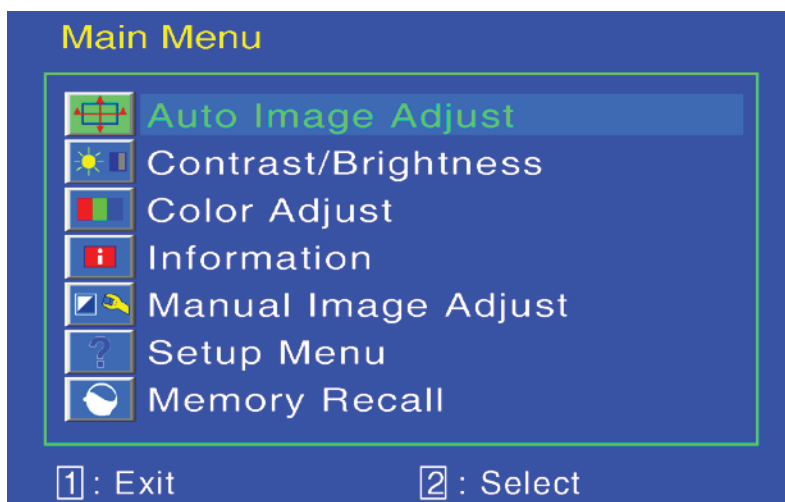 Main Menu
Auto Image Adjust
Contrast/Brightness
Color Adjust
i Information
Manual Image Adjust
? Setup Menu
Memory Recall
1 : Exit 2 : Select